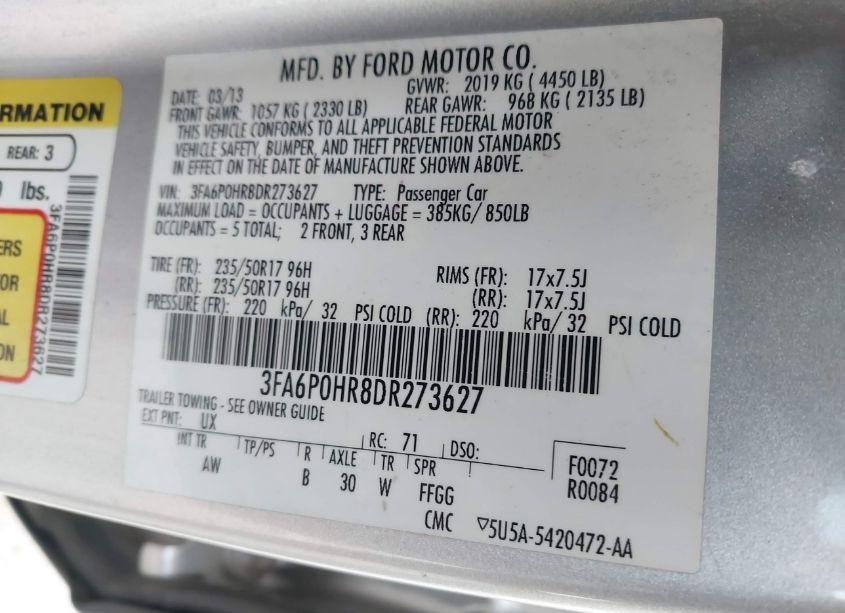 RMATION
REAR: 3
lbs.
ERS
TOR
AL
ON
3FA6P0HR8DR273627
MFD. BY FORD MOTOR CO.
DATE: 03/13 GVWR: 2019 KG ( 4450 LB)
FRONT GAWR: 1057 KG ( 2330 LB) REAR GAWR: 968 KG ( 2135 LB)
THIS VEHICLE CONFORMS TO ALL APPLICABLE FEDERAL MOTOR
VEHICLE SAFETY, BUMPER, AND THEFT PREVENTION STANDARDS
IN EFFECT ON THE DATE OF MANUFACTURE SHOWN ABOVE.
VIN: 3FA6P0HR8DR273627 TYPE: Passenger Car
MAXIMUM LOAD = OCCUPANTS + LUGGAGE = 385KG/ 850LB
OCCUPANTS = 5 TOTAL; 2 FRONT, 3 REAR
TIRE (FR): 235/50R17 96H RIMS (FR): 17x7.5J
(RR): 235/50R17 96H (RR): 17x7.5J
PRESSURE (FR): 220 kPa/ 32 PSI COLD (RR): 220 kPa/ 32 PSI COLD
3FA6P0HR8DR273627
TRAILER TOWING - SEE OWNER GUIDE
EXT PNT: UX RC: 71 DSO:
INT TR TP/PS R AXLE TR SPR F0072
AW B 30 W FFGG R0084
CMC ▽5U5A-5420472-AA